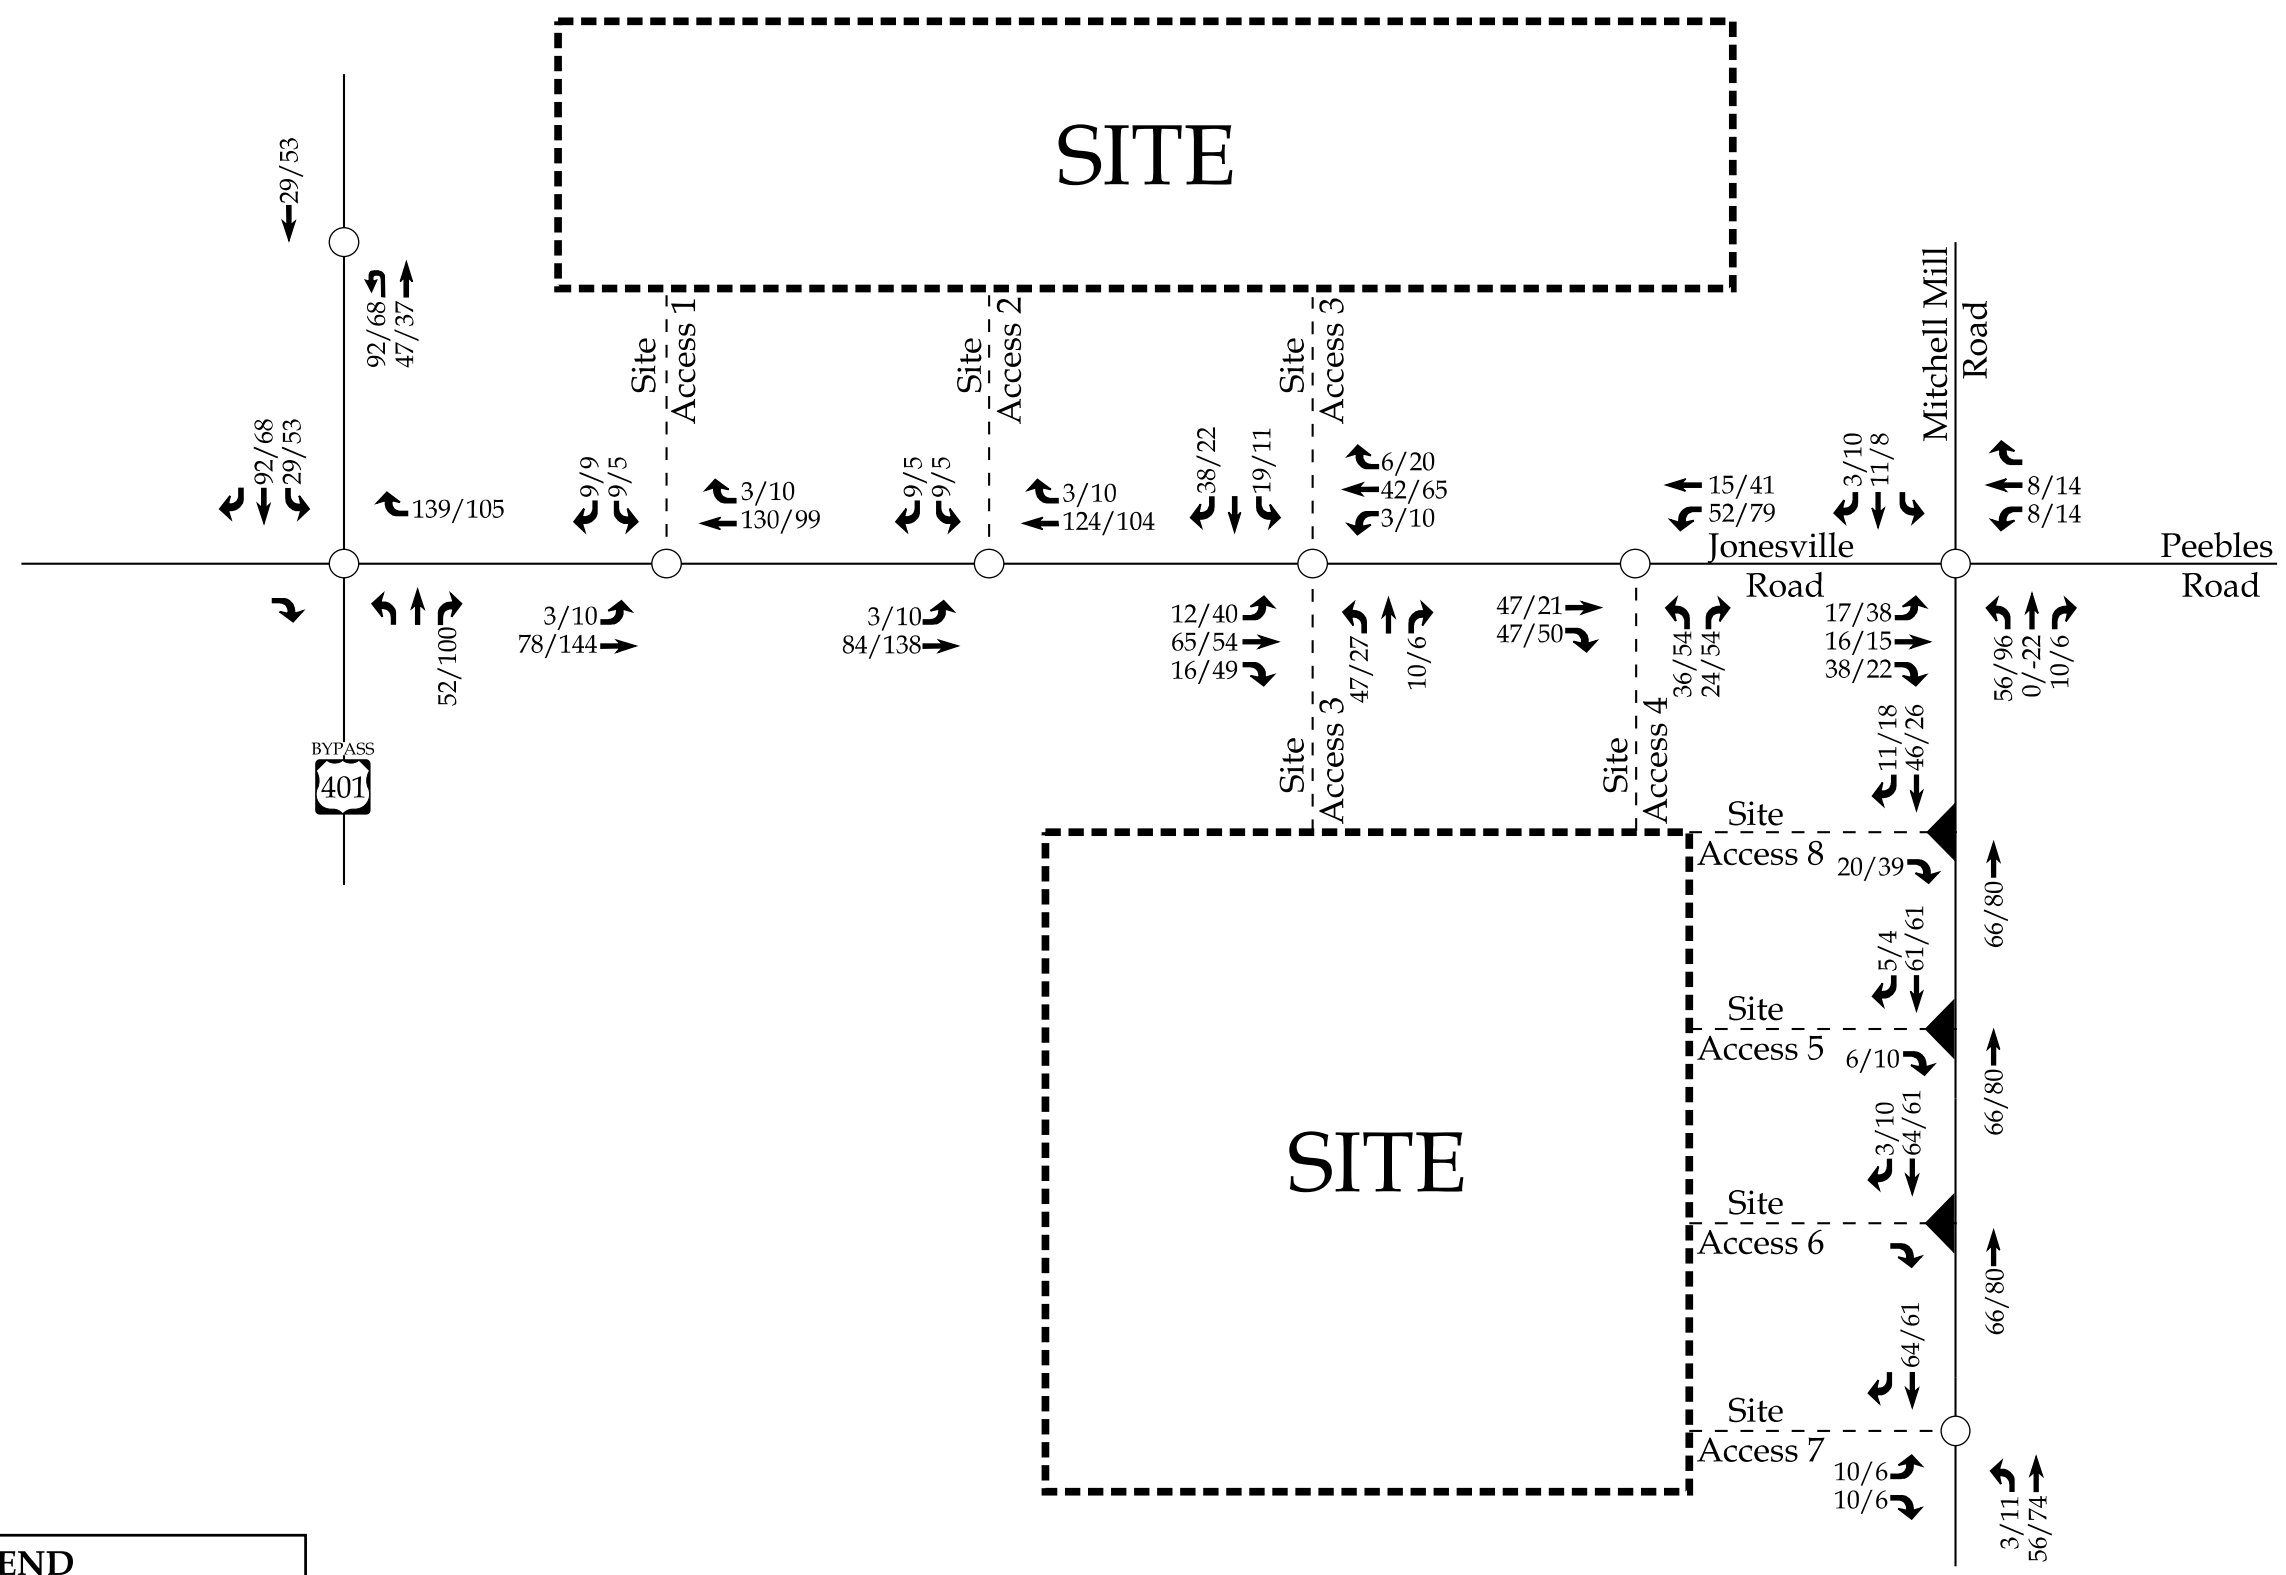 SITE
29/53
92/68
47/37
Site
Access 1
Site
Access 2
Site
Access 3
Mitchell Mill
Road
92/68
29/53
139/105
9/9
9/5
3/10
130/99
9/5
9/5
3/10
124/104
38/22
19/11
6/20
42/65
3/10
15/41
52/79
3/10
11/8
8/14
8/14
Jonesville
Road
Peebles
Road
52/100
3/10
78/144
3/10
84/138
12/40
65/54
16/49
47/27
10/6
47/21
47/50
36/54
24/54
17/38
16/15
38/22
56/96
0/-22
10/6
BYPASS
401
Site
Access 3
Site
Access 4
11/18
46/26
Site
Access 8
20/39
66/80
5/4
61/61
Site
Access 5
6/10
66/80
3/10
64/61
SITE
Site
Access 6
66/80
64/61
Site
Access 7
10/6
10/6
3/11
56/74
END